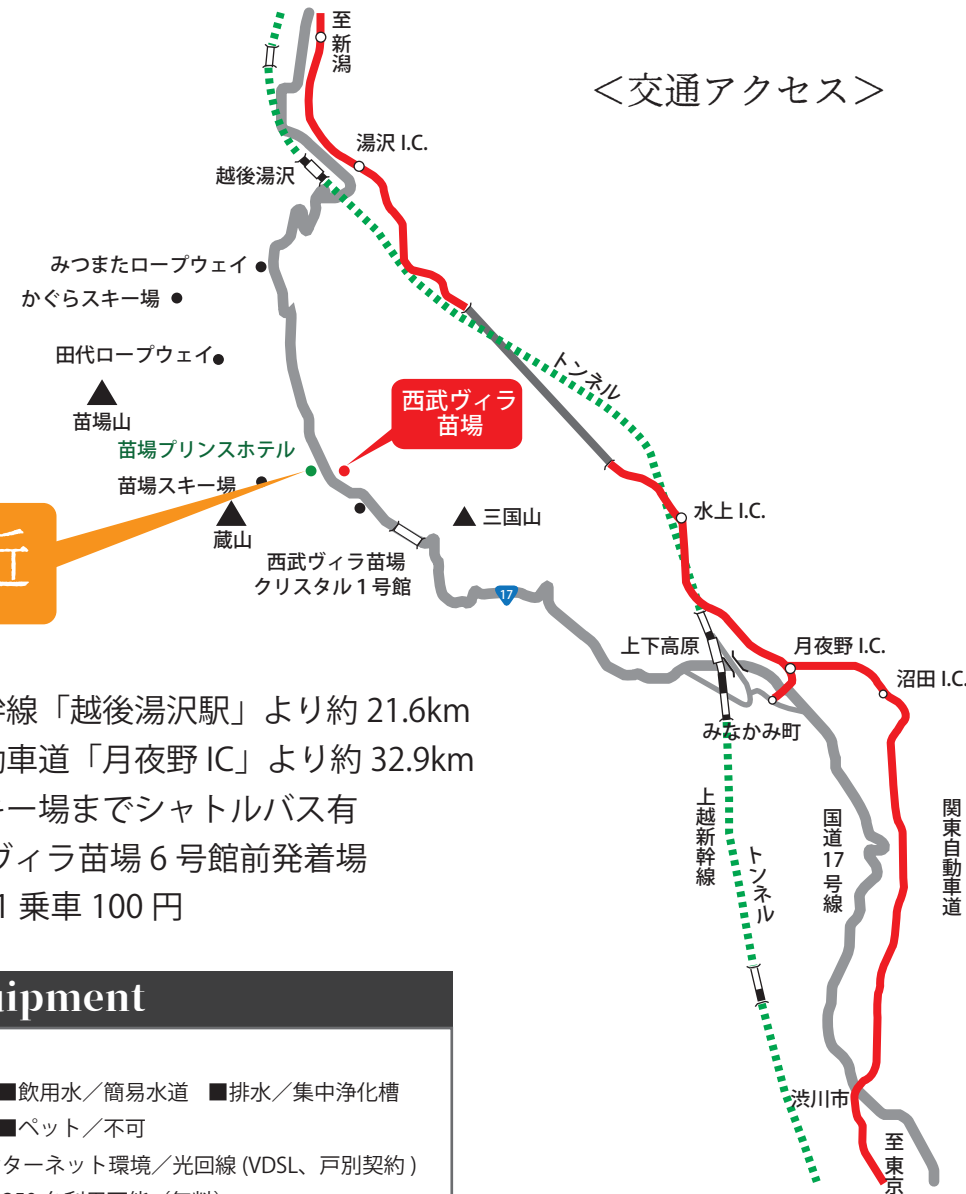 至新潟
＜交通アクセス＞
湯沢 I.C.
越後湯沢
みつまたロープウェイ
かぐらスキー場
田代ロープウェイ
トンネル
苗場山
西武ヴィラ
苗場
苗場プリンスホテル
苗場スキー場
蔵山
三国山
水上 I.C.
近
西武ヴィラ苗場
クリスタル 1 号館
17
上下高原
月夜野 I.C.
沼田 I.C.
みなかみ町
幹線「越後湯沢駅」より約 21.6km
動車道「月夜野 IC」より約 32.9km
キー場までシャトルバス有
ヴィラ苗場 6 号館前発着場
1 乗車 100 円
上越新幹線
トンネル
国道17号線
関東自動車道
uipment
■飲用水／簡易水道 ■排水／集中浄化槽
■ペット／不可
ターネット環境／光回線 (VDSL、戸別契約 )
渋川市
至東京